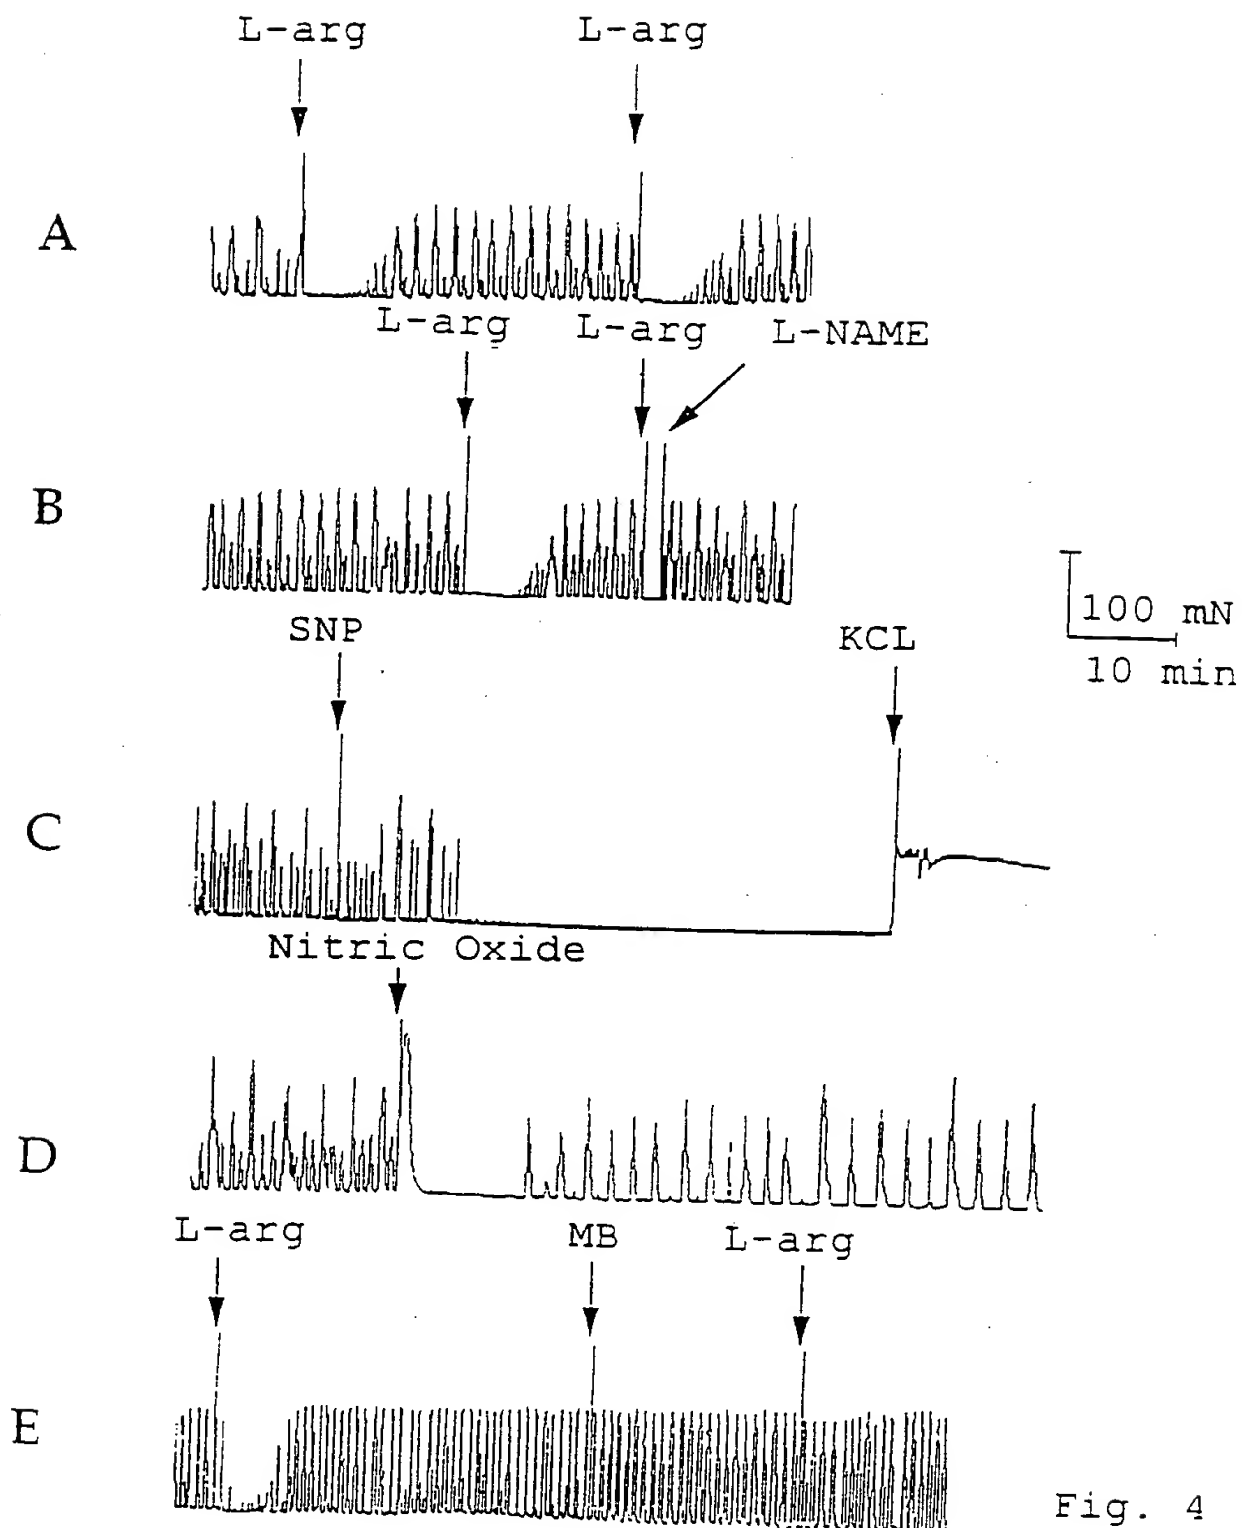 L-arg L-arg
A
L-arg L-arg L-NAME
B
100 mN
10 min
SNP KCL
C
Nitric Oxide
D
L-arg MB L-arg
E
Fig. 4